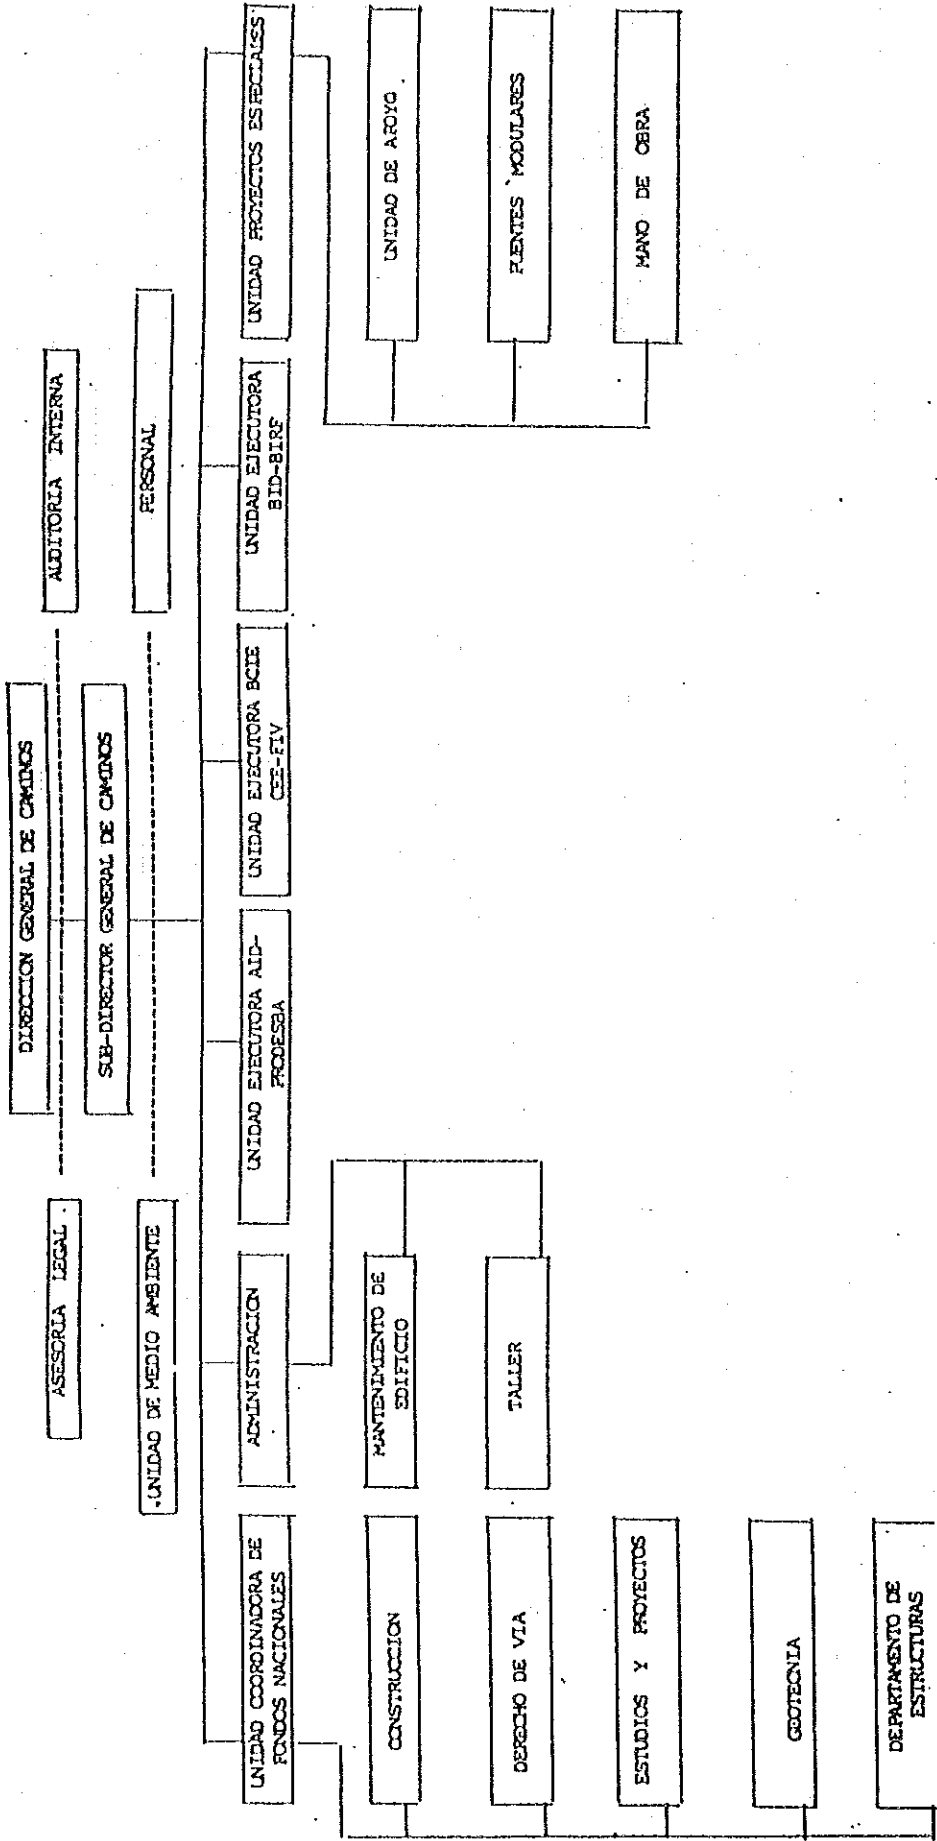 DIRECCION GENERAL DE CAMINOS
ASESORIA LEGAL
AUDITORIA INTERNA
SUB-DIRECTOR GENERAL DE CAMINOS
UNIDAD DE MEDIO AMBIENTE
PERSONAL
UNIDAD COORDINADORA DE
FONDOS NACIONALES
ADMINISTRACION
UNIDAD EJECUTORA AID-
PRODESBA
UNIDAD EJECUTORA BCIE
CEE-FIV
UNIDAD EJECUTORA
BID-BIRF
UNIDAD PROYECTOS ESPECIALES
CONSTRUCCION
MANTENIMIENTO DE
EDIFICIO
UNIDAD DE APOYO
DERECHO DE VIA
TALLER
PUENTES MODULARES
ESTUDIOS Y PROYECTOS
MANO DE OBRA
GEOTECNIA
DEPARTAMENTO DE
ESTRUCTURAS